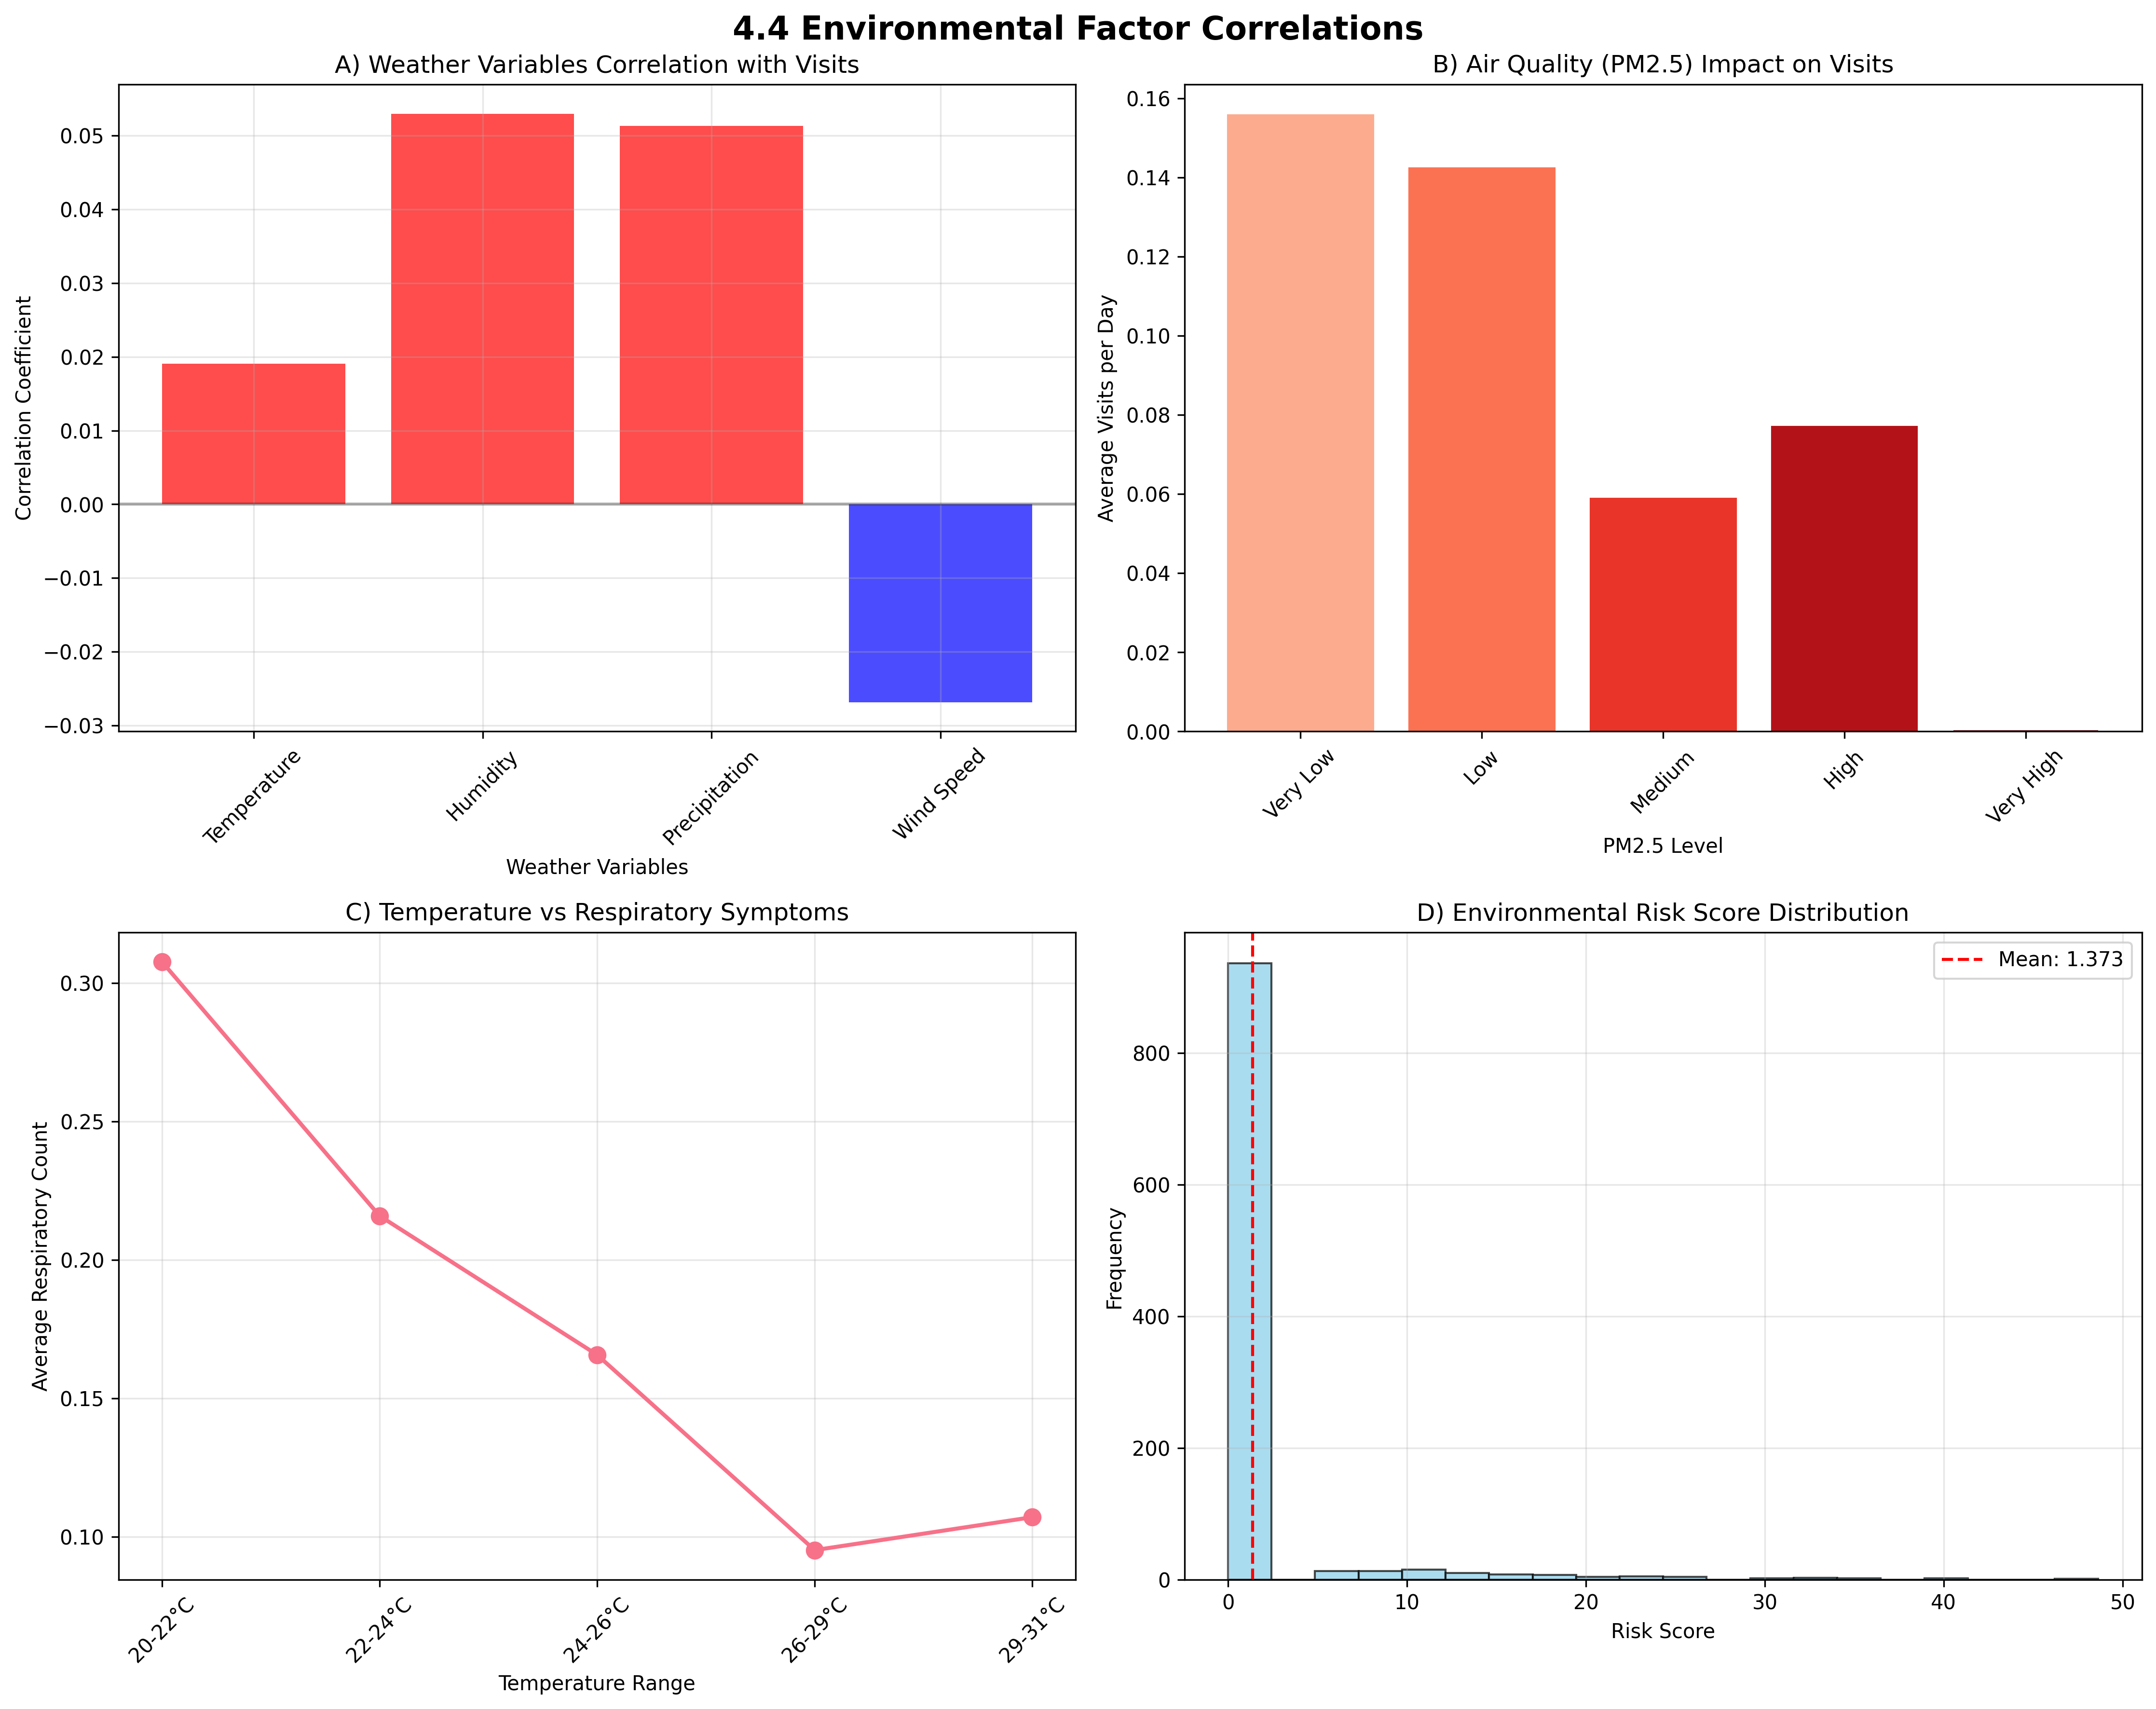 4.4 Environmental Factor Correlations
A) Weather Variables Correlation with Visits
Correlation Coefficient
0.05
0.04
0.03
0.02
0.01
0.00
−0.01
−0.02
−0.03
Temperature
Humidity
Precipitation
Wind Speed
Weather Variables
B) Air Quality (PM2.5) Impact on Visits
Average Visits per Day
0.16
0.14
0.12
0.10
0.08
0.06
0.04
0.02
0.00
Very Low
Low
Medium
High
Very High
PM2.5 Level
C) Temperature vs Respiratory Symptoms
Average Respiratory Count
0.30
0.25
0.20
0.15
0.10
20-22°C
22-24°C
24-26°C
26-29°C
29-31°C
Temperature Range
D) Environmental Risk Score Distribution
Mean: 1.373
Frequency
800
600
400
200
0
0
10
20
30
40
50
Risk Score